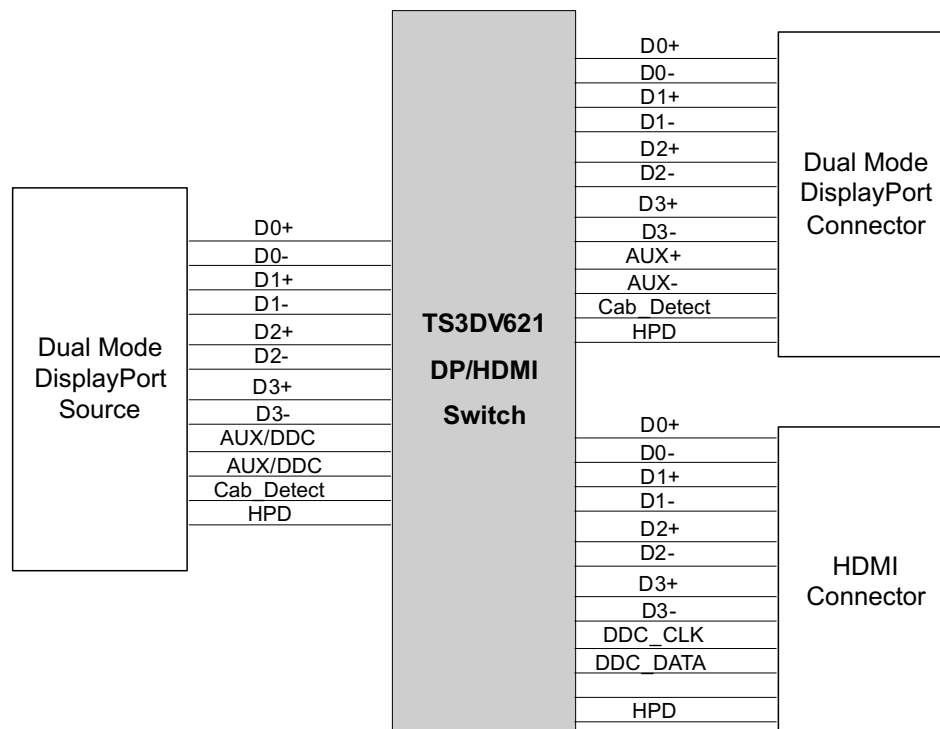 Dual Mode
DisplayPort
Source
D0+
D0-
D1+
D1-
D2+
D2-
D3+
D3-
AUX/DDC
AUX/DDC
Cab_Detect
HPD
TS3DV621
DP/HDMI
Switch
D0+
D0-
D1+
D1-
D2+
D2-
D3+
D3-
AUX+
AUX-
Cab_Detect
HPD
Dual Mode
DisplayPort
Connector
D0+
D0-
D1+
D1-
D2+
D2-
D3+
D3-
DDC_CLK
DDC_DATA
HPD
HDMI
Connector